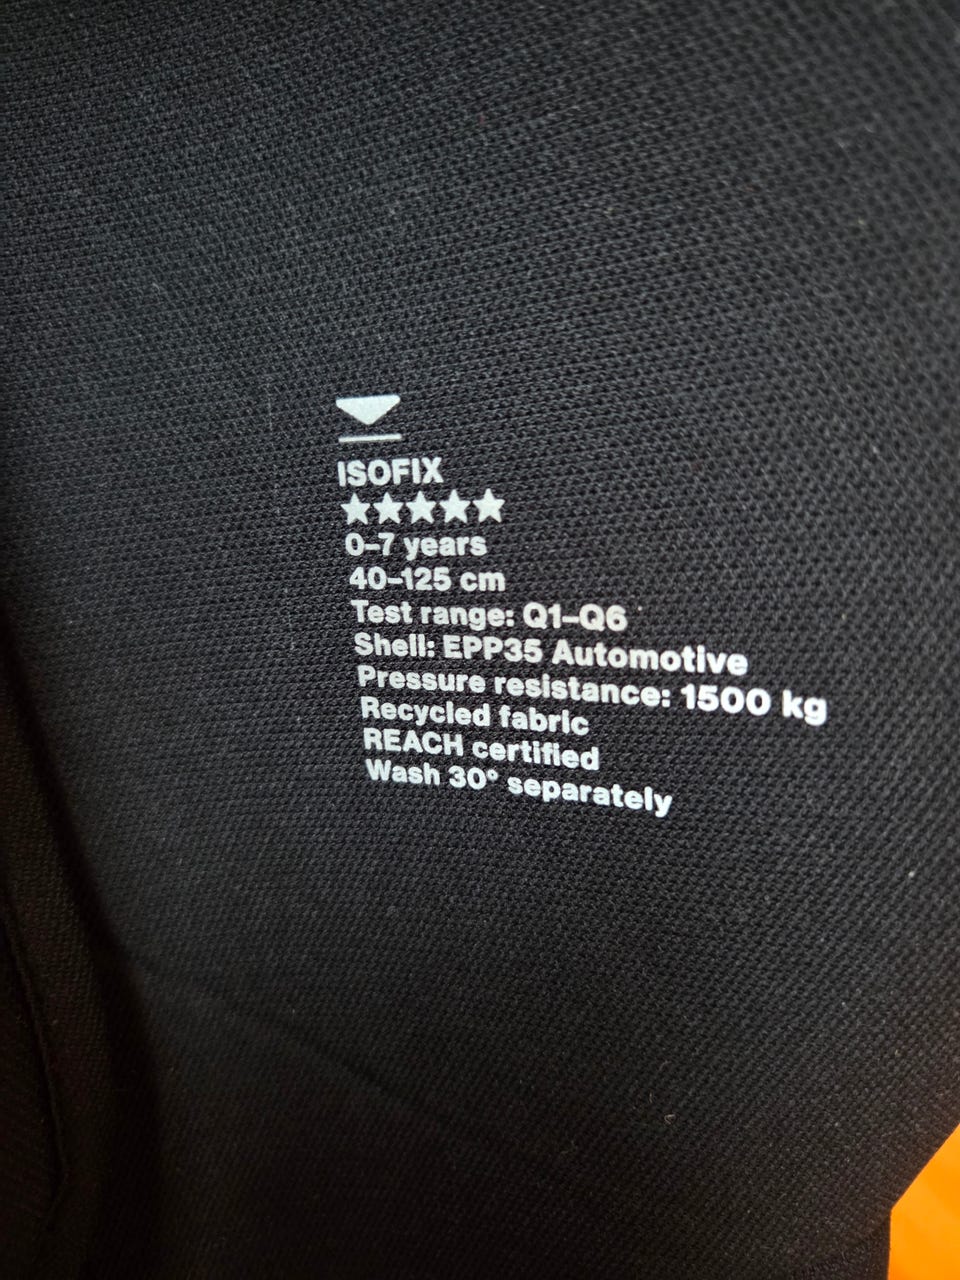 ISOFIX
★★★★★
0–7 years
40–125 cm
Test range: Q1–Q6
Shell: EPP35 Automotive
Pressure resistance: 1500 kg
Recycled fabric
REACH certified
Wash 30° separately